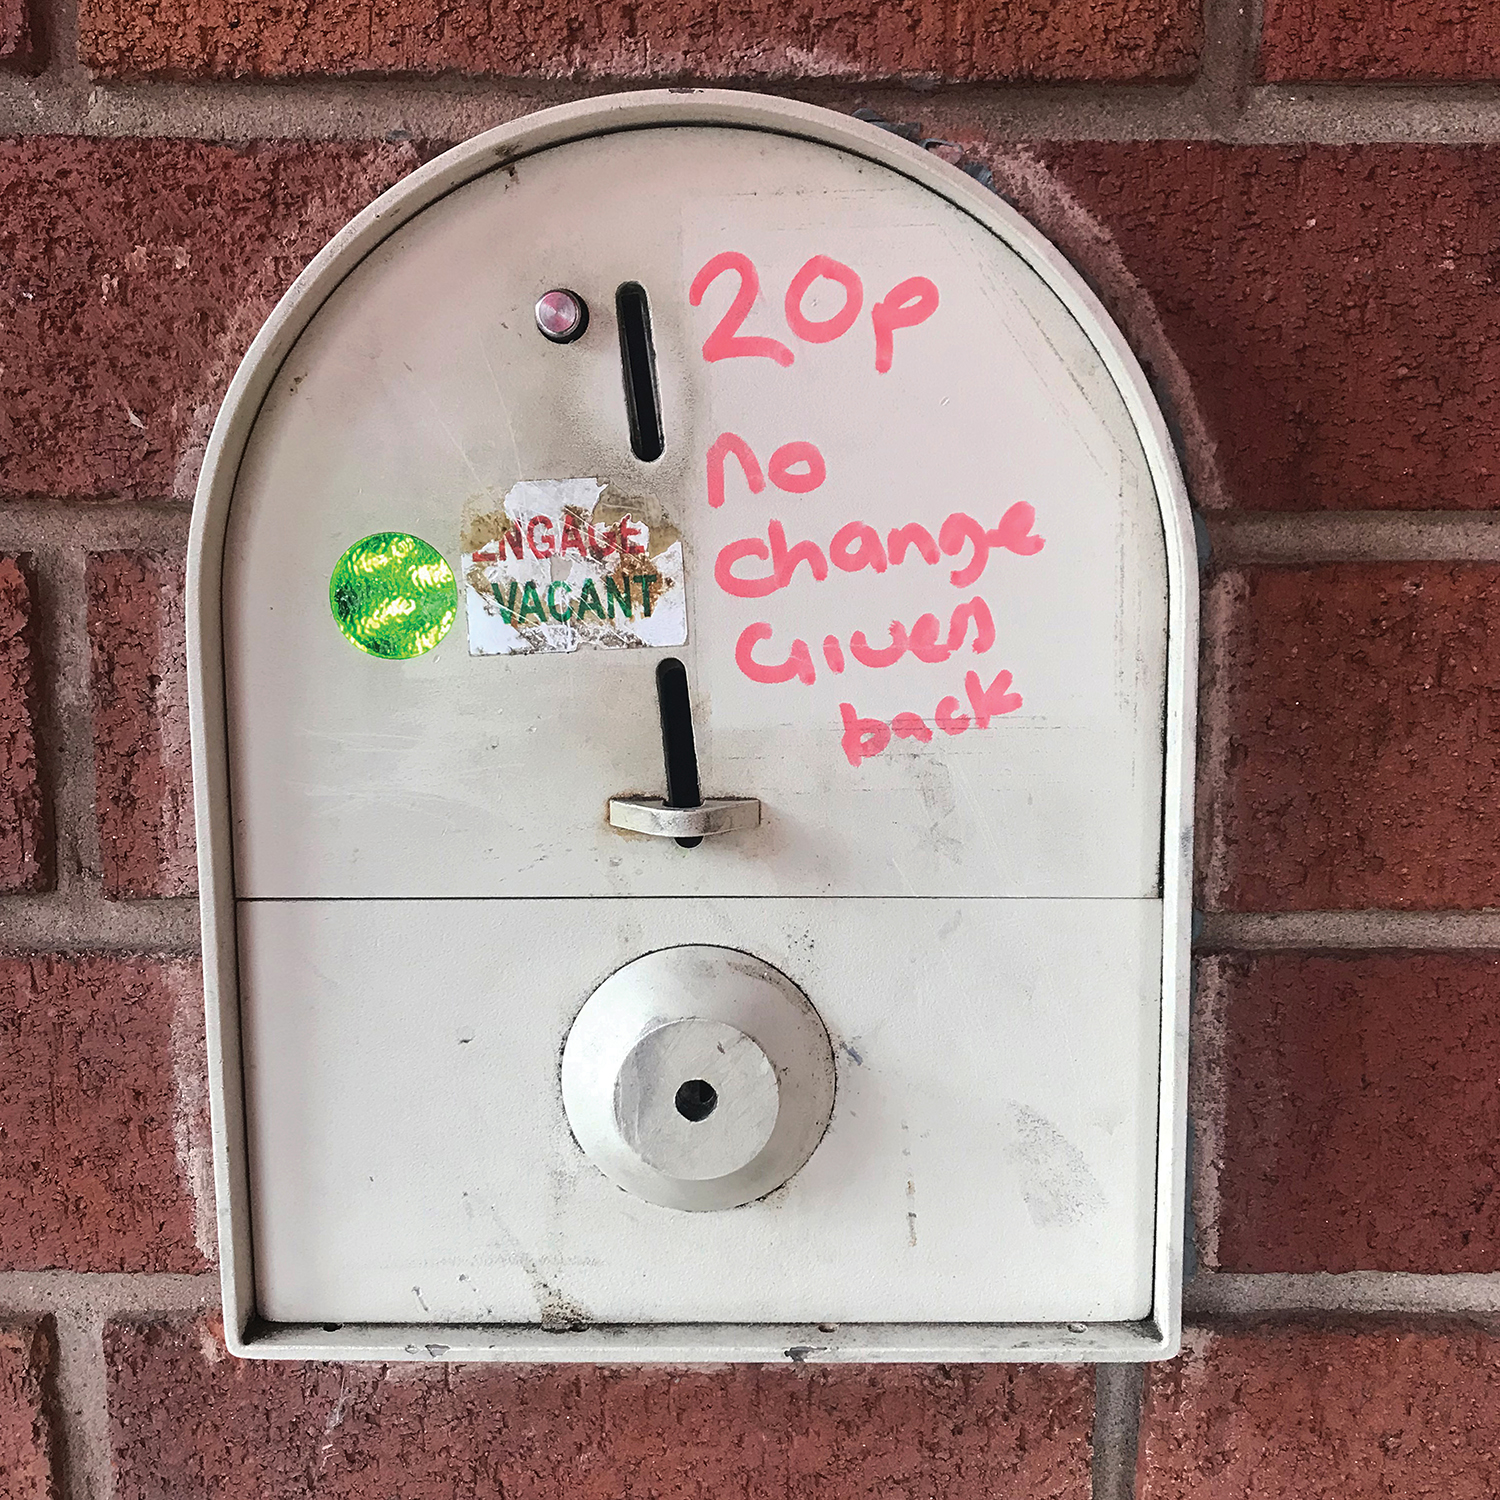 20p
no
change
Given
back
ENGAGE
VACANT